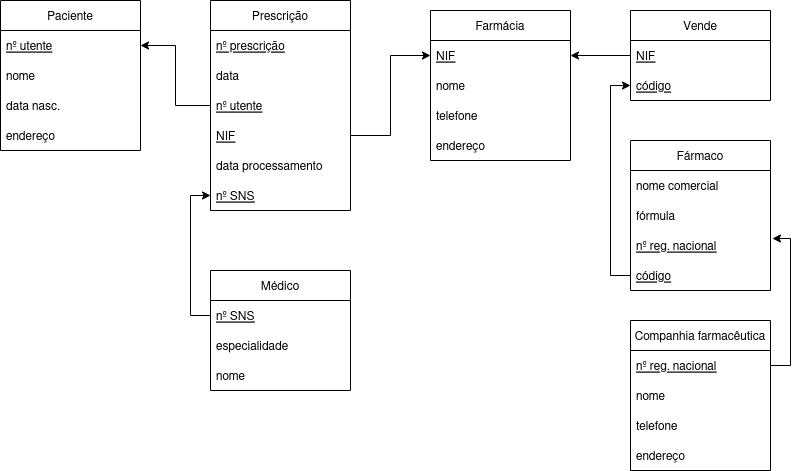 Paciente
nº utente
nome
data nasc.
endereço
Prescrição
nº prescrição
data
nº utente
NIF
data processamento
nº SNS
Médico
nº SNS
especialidade
nome
Farmácia
NIF
nome
telefone
endereço
Vende
NIF
código
Fármaco
nome comercial
fórmula
nº reg. nacional
código
Companhia farmacêutica
nº reg. nacional
nome
telefone
endereço